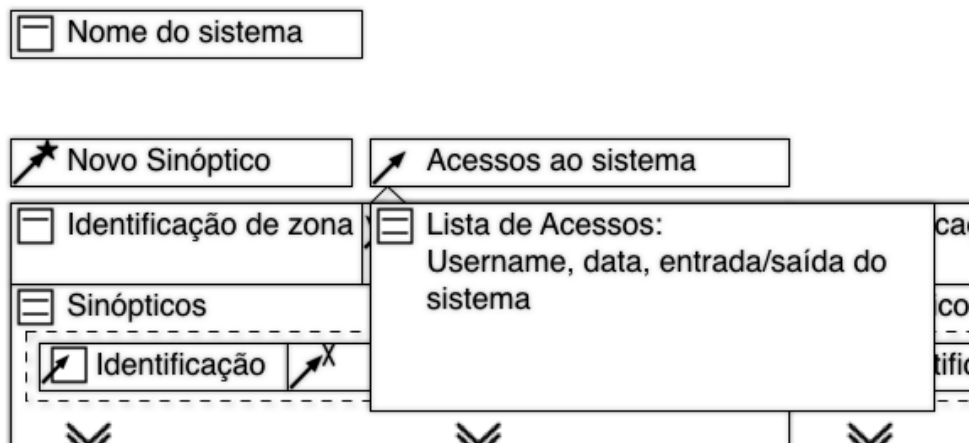 Nome do sistema
Novo Sinóptico
Acessos ao sistema
Identificação de zona
Lista de Acessos:
Username, data, entrada/saída do
sistema
Sinópticos
Identificação